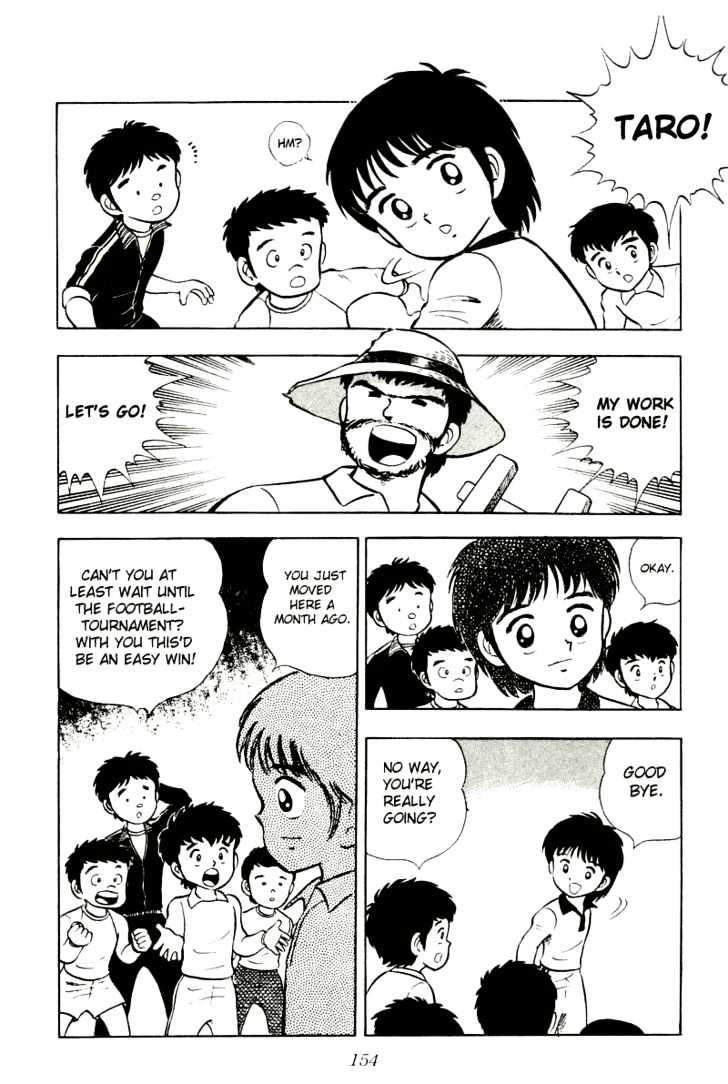 TARO!
HM?
MY WORK
IS DONE!
LET'S GO!
OKAY.
GOOD
BYE.
NO WAY,
YOU'RE
REALLY
GOING?
YOU JUST
MOVED
HERE A
MONTH AGO.
CAN'T YOU AT
LEAST WAIT UNTIL
THE FOOTBALL-
TOURNAMENT?
WITH YOU THIS'D
BE AN EASY WIN!
154